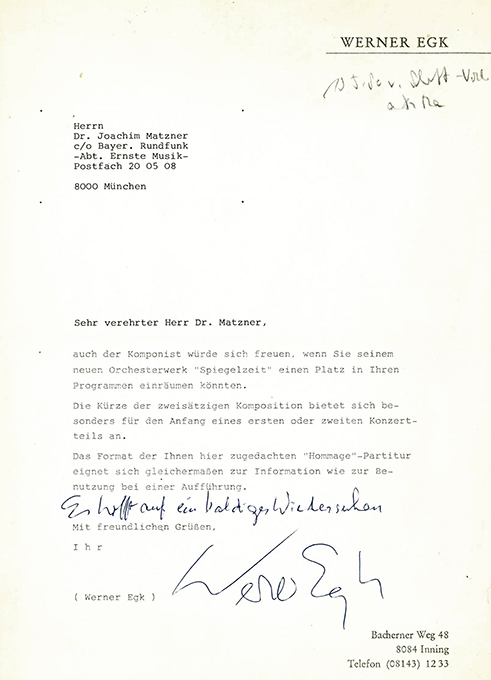 WERNER EGK
Herrn
Dr. Joachim Matzner
c/o Bayer. Rundfunk
-Abt. Ernste Musik-
Postfach 20 05 08
8000 München
Sehr verehrter Herr Dr. Matzner,
auch der Komponist würde sich freuen, wenn Sie seinem
neuen Orchesterwerk "Spiegelzeit" einen Platz in Ihren
Programmen einräumen könnten.
Die Kürze der zweisätzigen Komposition bietet sich be-
sonders für den Anfang eines ersten oder zweiten Konzert-
teils an.
Das Format der Ihnen hier zugedachten "Hommage"-Partitur
eignet sich gleichermaßen zur Information wie zur Be-
nutzung bei einer Aufführung.
Es hofft auf ein baldiges Wiedersehen
Mit freundlichen Grüßen,
I h r
Werner Egk
( Werner Egk )
Bacherner Weg 48
8084 Inning
Telefon (08143) 12 33